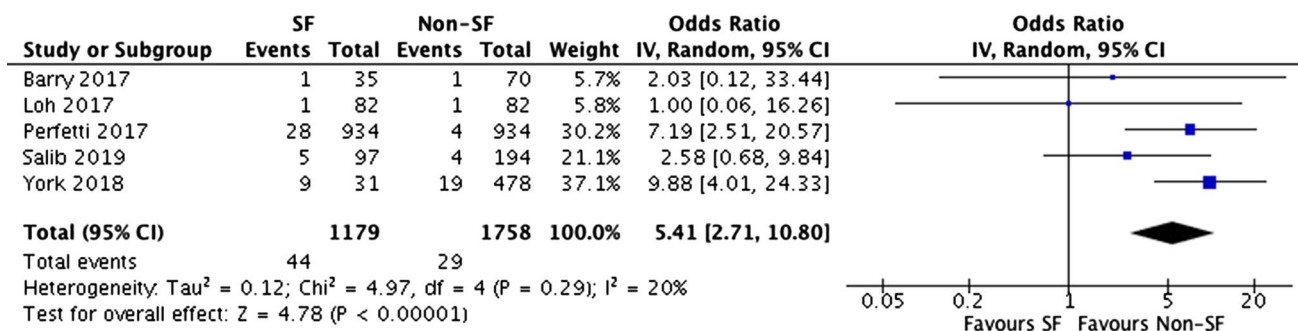 SF Non-SF Odds Ratio Odds Ratio
Study or Subgroup Events Total Events Total Weight IV, Random, 95% CI IV, Random, 95% CI
Barry 2017 1 35 1 70 5.7% 2.03 [0.12, 33.44]
Loh 2017 1 82 1 82 5.8% 1.00 [0.06, 16.26]
Perfetti 2017 28 934 4 934 30.2% 7.19 [2.51, 20.57]
Salib 2019 5 97 4 194 21.1% 2.58 [0.68, 9.84]
York 2018 9 31 19 478 37.1% 9.88 [4.01, 24.33]
Total (95% CI) 1179 1758 100.0% 5.41 [2.71, 10.80]
Total events 44 29
Heterogeneity: Tau² = 0.12; Chi² = 4.97, df = 4 (P = 0.29); I² = 20%
Test for overall effect: Z = 4.78 (P < 0.00001)
0.05 0.2 1 5 20
Favours SF Favours Non-SF